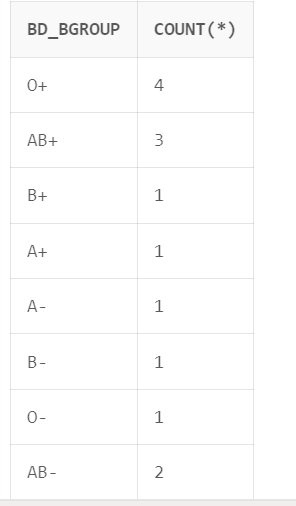 BD_BGROUP COUNT(*)
O+ 4
AB+ 3
B+ 1
A+ 1
A- 1
B- 1
O- 1
AB- 2